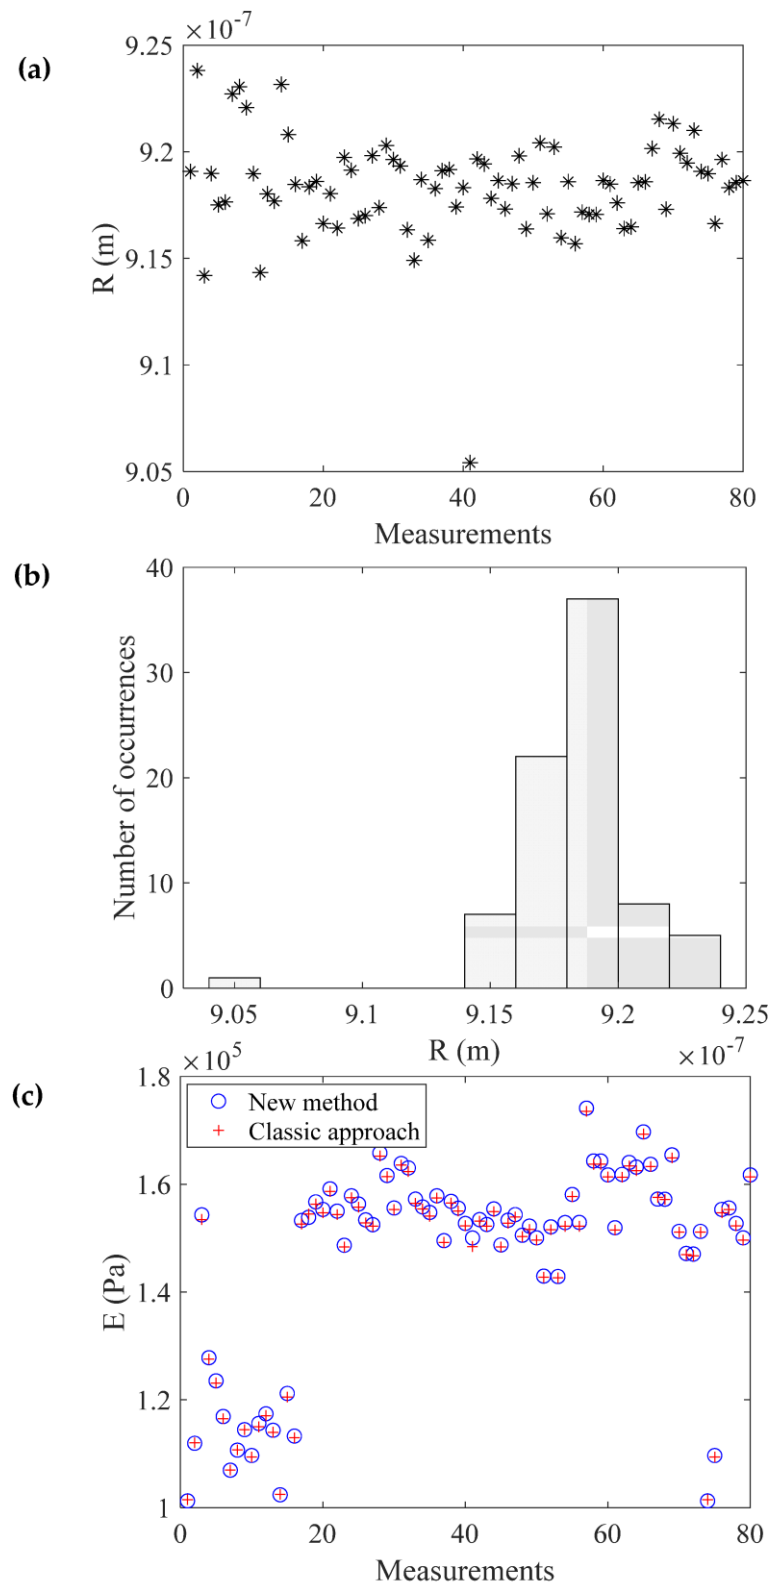 (a)
×10⁻⁷
9.25
9.2
9.15
9.1
9.05
R (m)
0 20 40 60 80
Measurements
(b)
40
30
20
10
0
Number of occurrences
9.05 9.1 9.15 9.2 9.25
R (m)
×10⁻⁷
(c)
×10⁵
1.8
1.6
1.4
1.2
1
E (Pa)
New method
Classic approach
0 20 40 60 80
Measurements